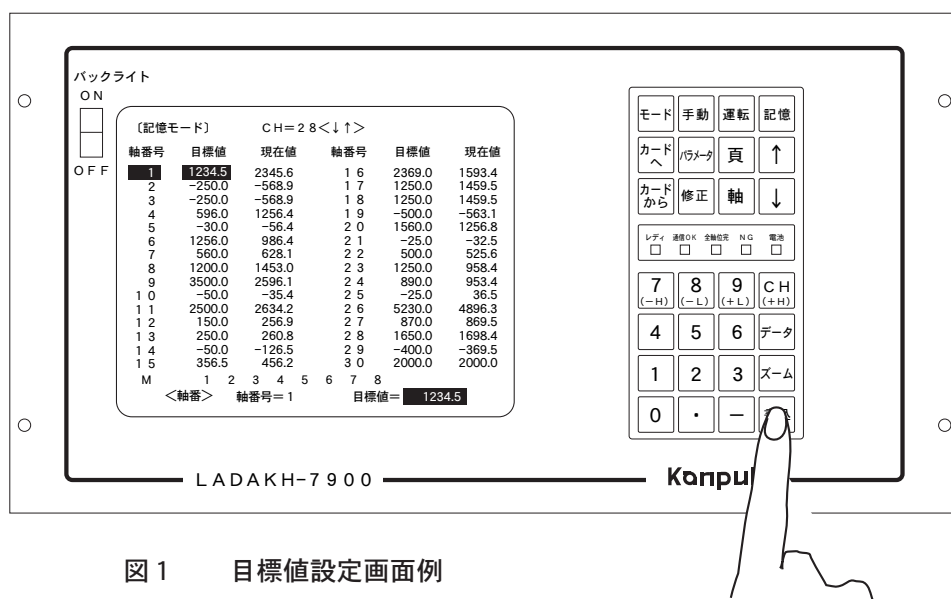 バックライト
ON
OFF
〔記憶モード〕 CH=28<↓↑>
軸番号 目標値 現在値 軸番号 目標値 現在値
1 1234.5 2345.6 16 2369.0 1593.4
2 −250.0 −568.9 17 1250.0 1459.5
3 −250.0 −568.9 18 1250.0 1459.5
4 596.0 1256.4 19 −500.0 −563.1
5 −30.0 −56.4 20 1560.0 1256.8
6 1256.0 986.4 21 −25.0 −32.5
7 560.0 628.1 22 500.0 525.6
8 1200.0 1453.0 23 1250.0 958.4
9 3500.0 2596.1 24 890.0 953.4
10 −50.0 −35.4 25 −25.0 36.5
11 2500.0 2634.2 26 5230.0 4896.3
12 150.0 256.9 27 870.0 869.5
13 250.0 260.8 28 1650.0 1698.4
14 −50.0 −126.5 29 −400.0 −369.5
15 356.5 456.2 30 2000.0 2000.0
M 1 2 3 4 5 6 7 8
<軸番> 軸番号=1 目標値= 1234.5
モード 手動 運転 記憶
カードへ パラメータ 頁 ↑
カードから 修正 軸 ↓
レディ 通信OK 全軸位完 NG 電池
7 8 9 CH
(−H) (−L) (+L) (+H)
4 5 6 データ
1 2 3 ズーム
0 ・ −
LADAKH-7900
図1 目標値設定画面例